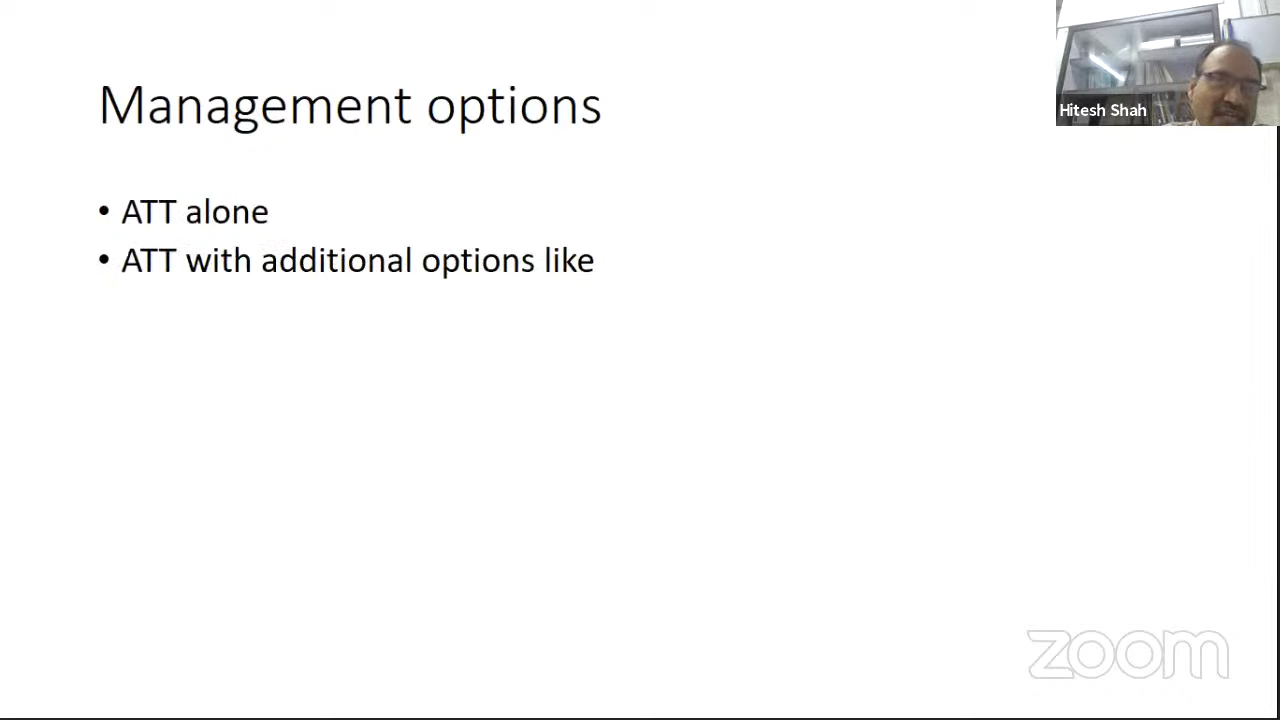 Management options
Hitesh Shah
• ATT alone
• ATT with additional options like
zoom